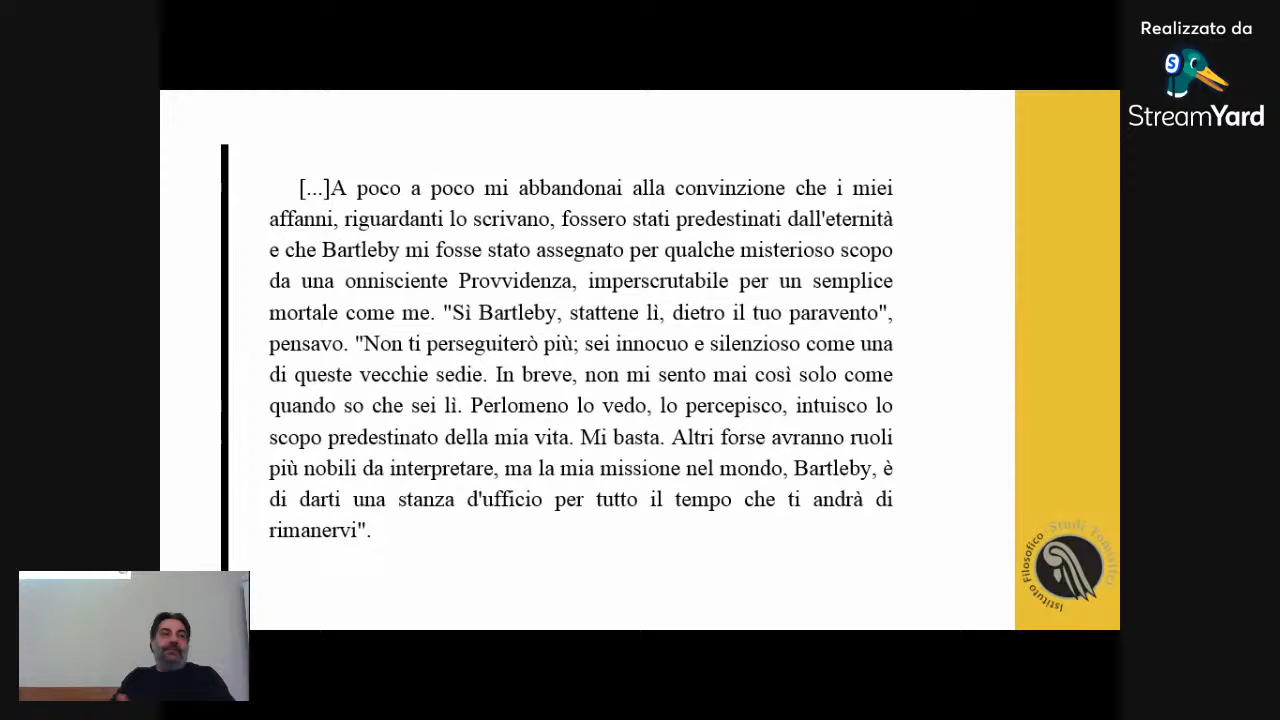 Realizzato da
StreamYard
[...]A poco a poco mi abbandonai alla convinzione che i miei
affanni, riguardanti lo scrivano, fossero stati predestinati dall'eternità
e che Bartleby mi fosse stato assegnato per qualche misterioso scopo
da una onnisciente Provvidenza, imperscrutabile per un semplice
mortale come me. "Sì Bartleby, stattene lì, dietro il tuo paravento",
pensavo. "Non ti perseguiterò più; sei innocuo e silenzioso come una
di queste vecchie sedie. In breve, non mi sento mai così solo come
quando so che sei lì. Perlomeno lo vedo, lo percepisco, intuisco lo
scopo predestinato della mia vita. Mi basta. Altri forse avranno ruoli
più nobili da interpretare, ma la mia missione nel mondo, Bartleby, è
di darti una stanza d'ufficio per tutto il tempo che ti andrà di
rimanervi".
Istituto Filosofico Studi Tomistici